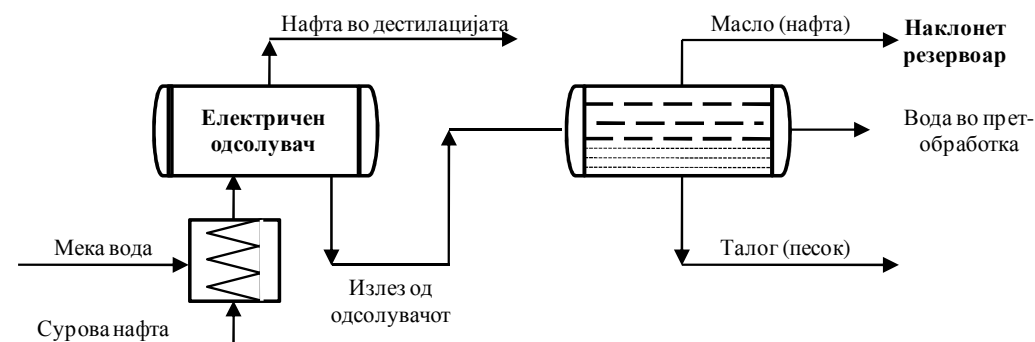 Нафта во дестилацијата
Масло (нафта)
Наклонет
резервоар
Електричен
одсолувач
Вода во прет-
обработка
Мека вода
Талог (песок)
Излез од
одсолувачот
Сурова нафта